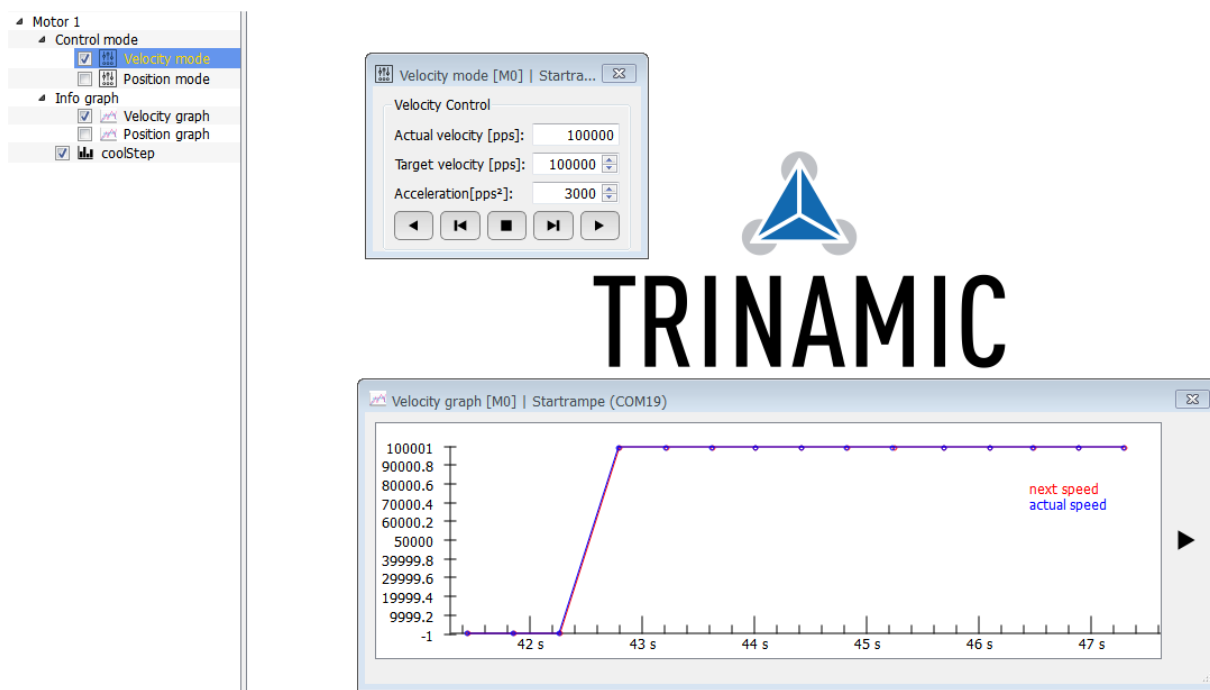 Motor 1
Control mode
Velocity mode
Position mode
Info graph
Velocity graph
Position graph
coolStep
Velocity mode [M0] | Startra...
Velocity Control
Actual velocity [pps]: 100000
Target velocity [pps]: 100000
Acceleration[pps²]: 3000
TRINAMIC
Velocity graph [M0] | Startrampe (COM19)
100001
90000.8
80000.6
70000.4
60000.2
50000
39999.8
29999.6
19999.4
9999.2
-1
next speed
actual speed
42 s 43 s 44 s 45 s 46 s 47 s